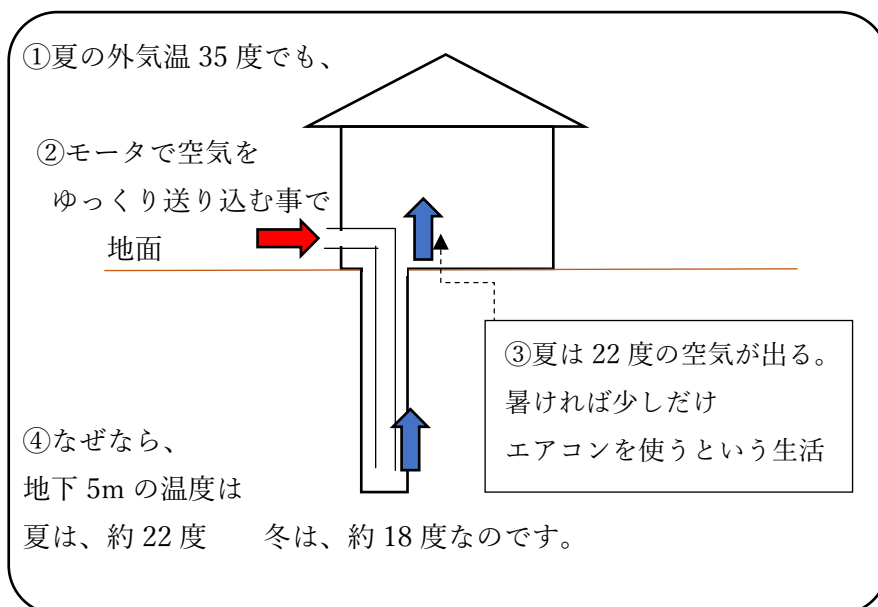 ①夏の外気温 35 度でも、
②モータで空気を
ゆっくり送り込む事で
地面
③夏は 22 度の空気が出る。
暑ければ少しだけ
エアコンを使うという生活
④なぜなら、
地下 5m の温度は
夏は、約 22 度　　冬は、約 18 度なのです。